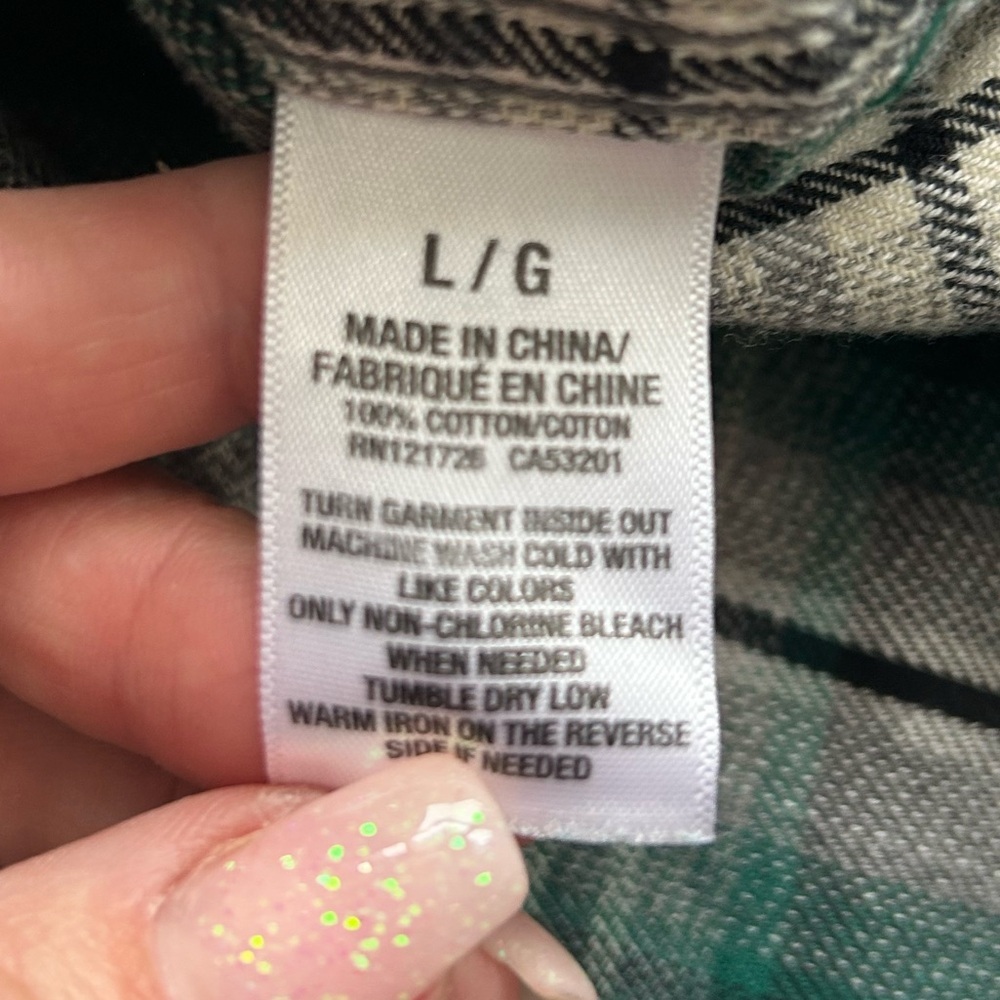 L / G
MADE IN CHINA/
FABRIQUÉ EN CHINE
100% COTTON/COTON
RN121726 CA53201
TURN GARMENT INSIDE OUT
MACHINE WASH COLD WITH
LIKE COLORS
ONLY NON-CHLORINE BLEACH
WHEN NEEDED
TUMBLE DRY LOW
WARM IRON ON THE REVERSE
SIDE IF NEEDED